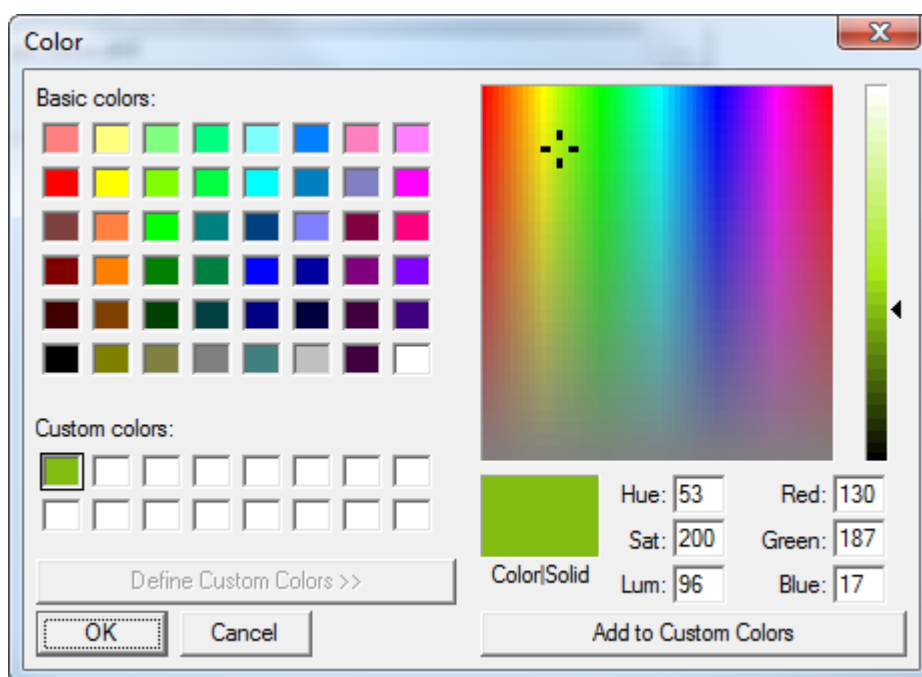 Color
Basic colors:
Custom colors:
Define Custom Colors >>
OK Cancel
Color|Solid
Hue: 53 Red: 130
Sat: 200 Green: 187
Lum: 96 Blue: 17
Add to Custom Colors